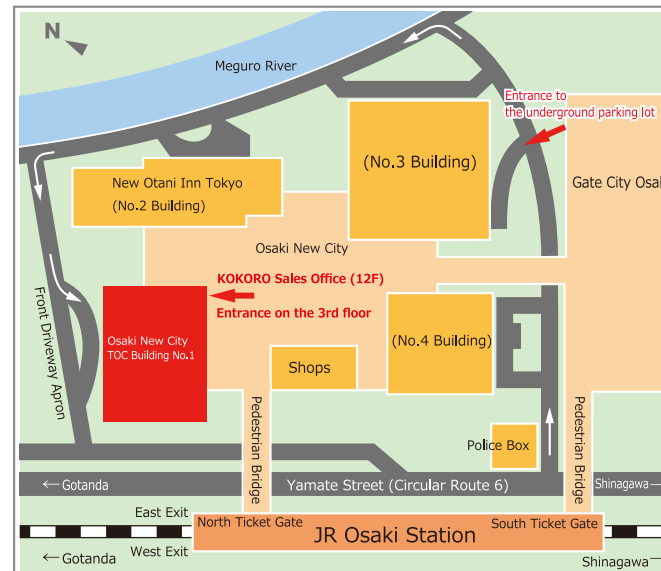 N
Meguro River
Entrance to
the underground parking lot
(No.3 Building)
New Otani Inn Tokyo
(No.2 Building)
Gate City Osak
Osaki New City
KOKORO Sales Office (12F)
Entrance on the 3rd floor
Front Driveway Apron
Osaki New City
TOC Building No.1
(No.4 Building)
Shops
Pedestrian Bridge
Pedestrian Bridge
Police Box
← Gotanda
Yamate Street (Circular Route 6)
Shinagawa
East Exit
North Ticket Gate
South Ticket Gate
JR Osaki Station
West Exit
← Gotanda
Shinagawa